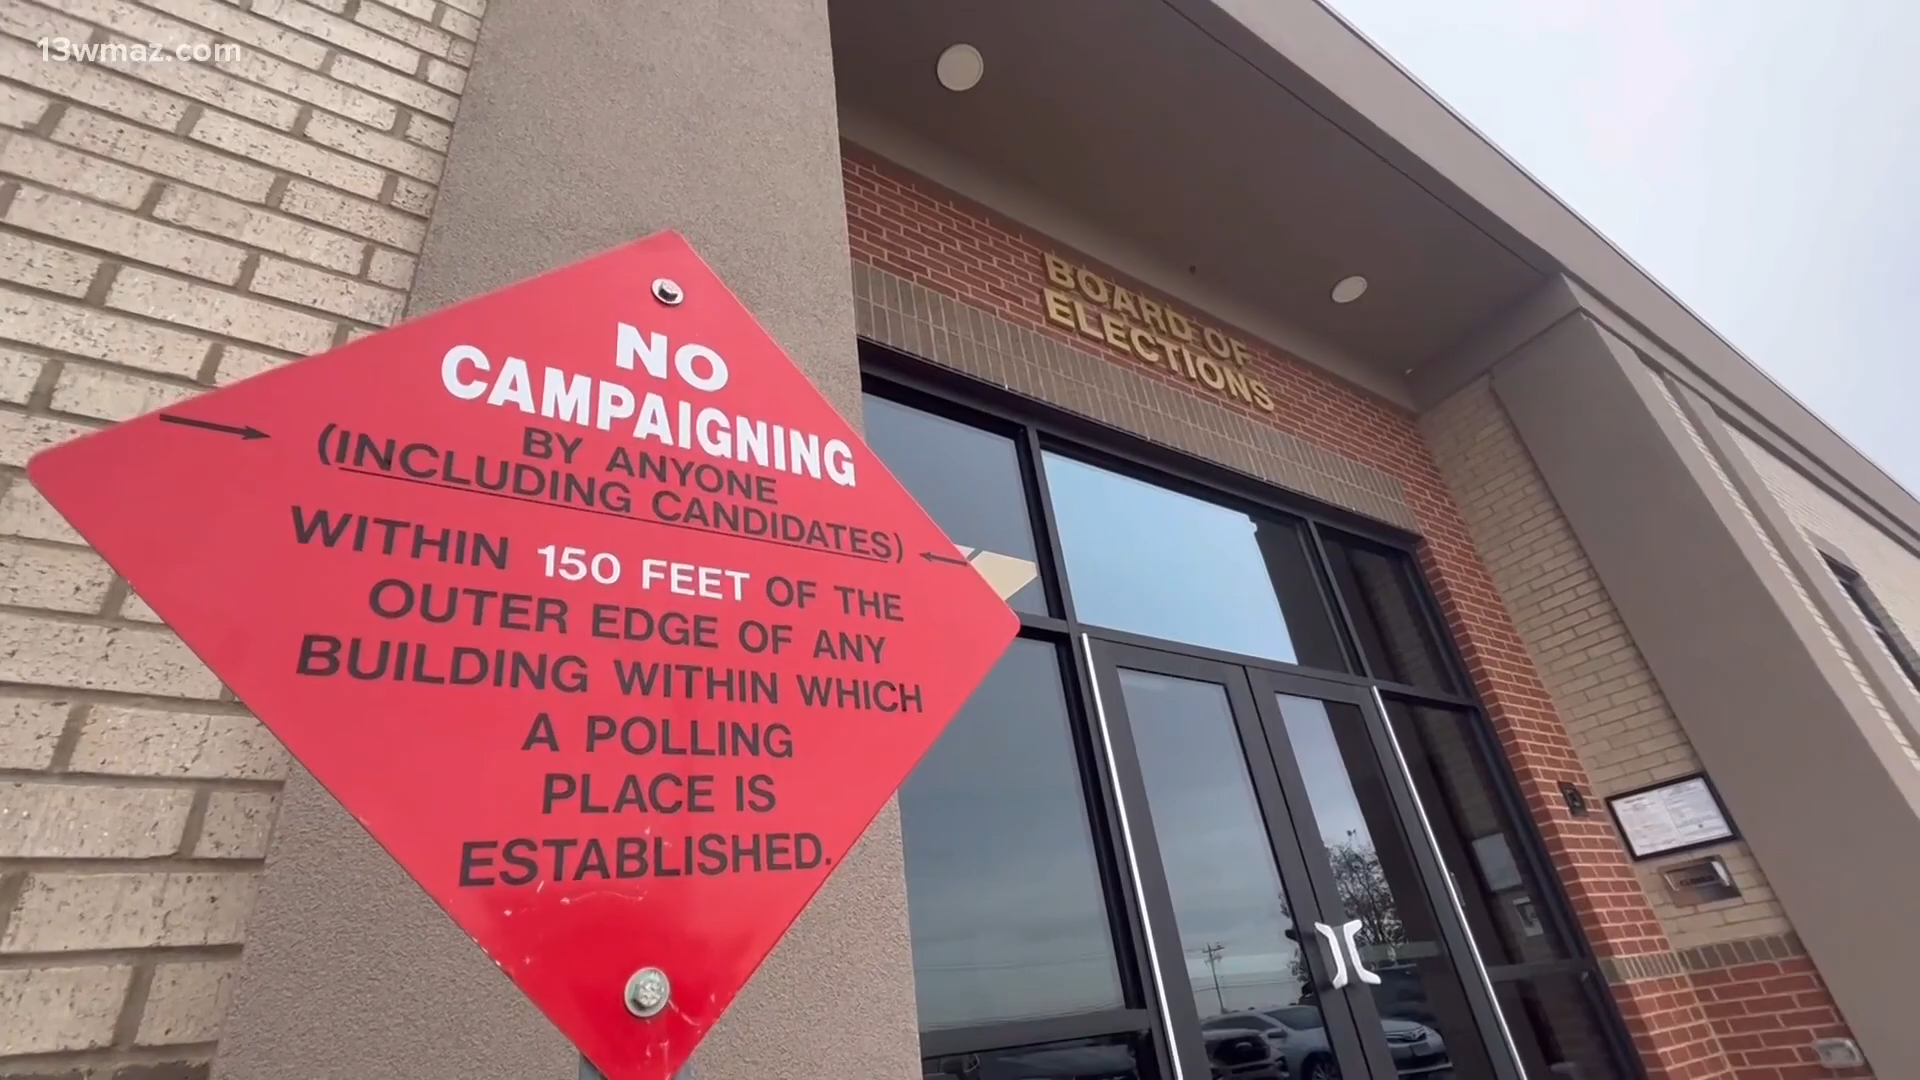 13wmaz.com
NO
CAMPAIGNING
BY ANYONE
(INCLUDING CANDIDATES)
WITHIN 150 FEET OF THE
OUTER EDGE OF ANY
BUILDING WITHIN WHICH
A POLLING
PLACE IS
ESTABLISHED.
BOARD OF
ELECTIONS